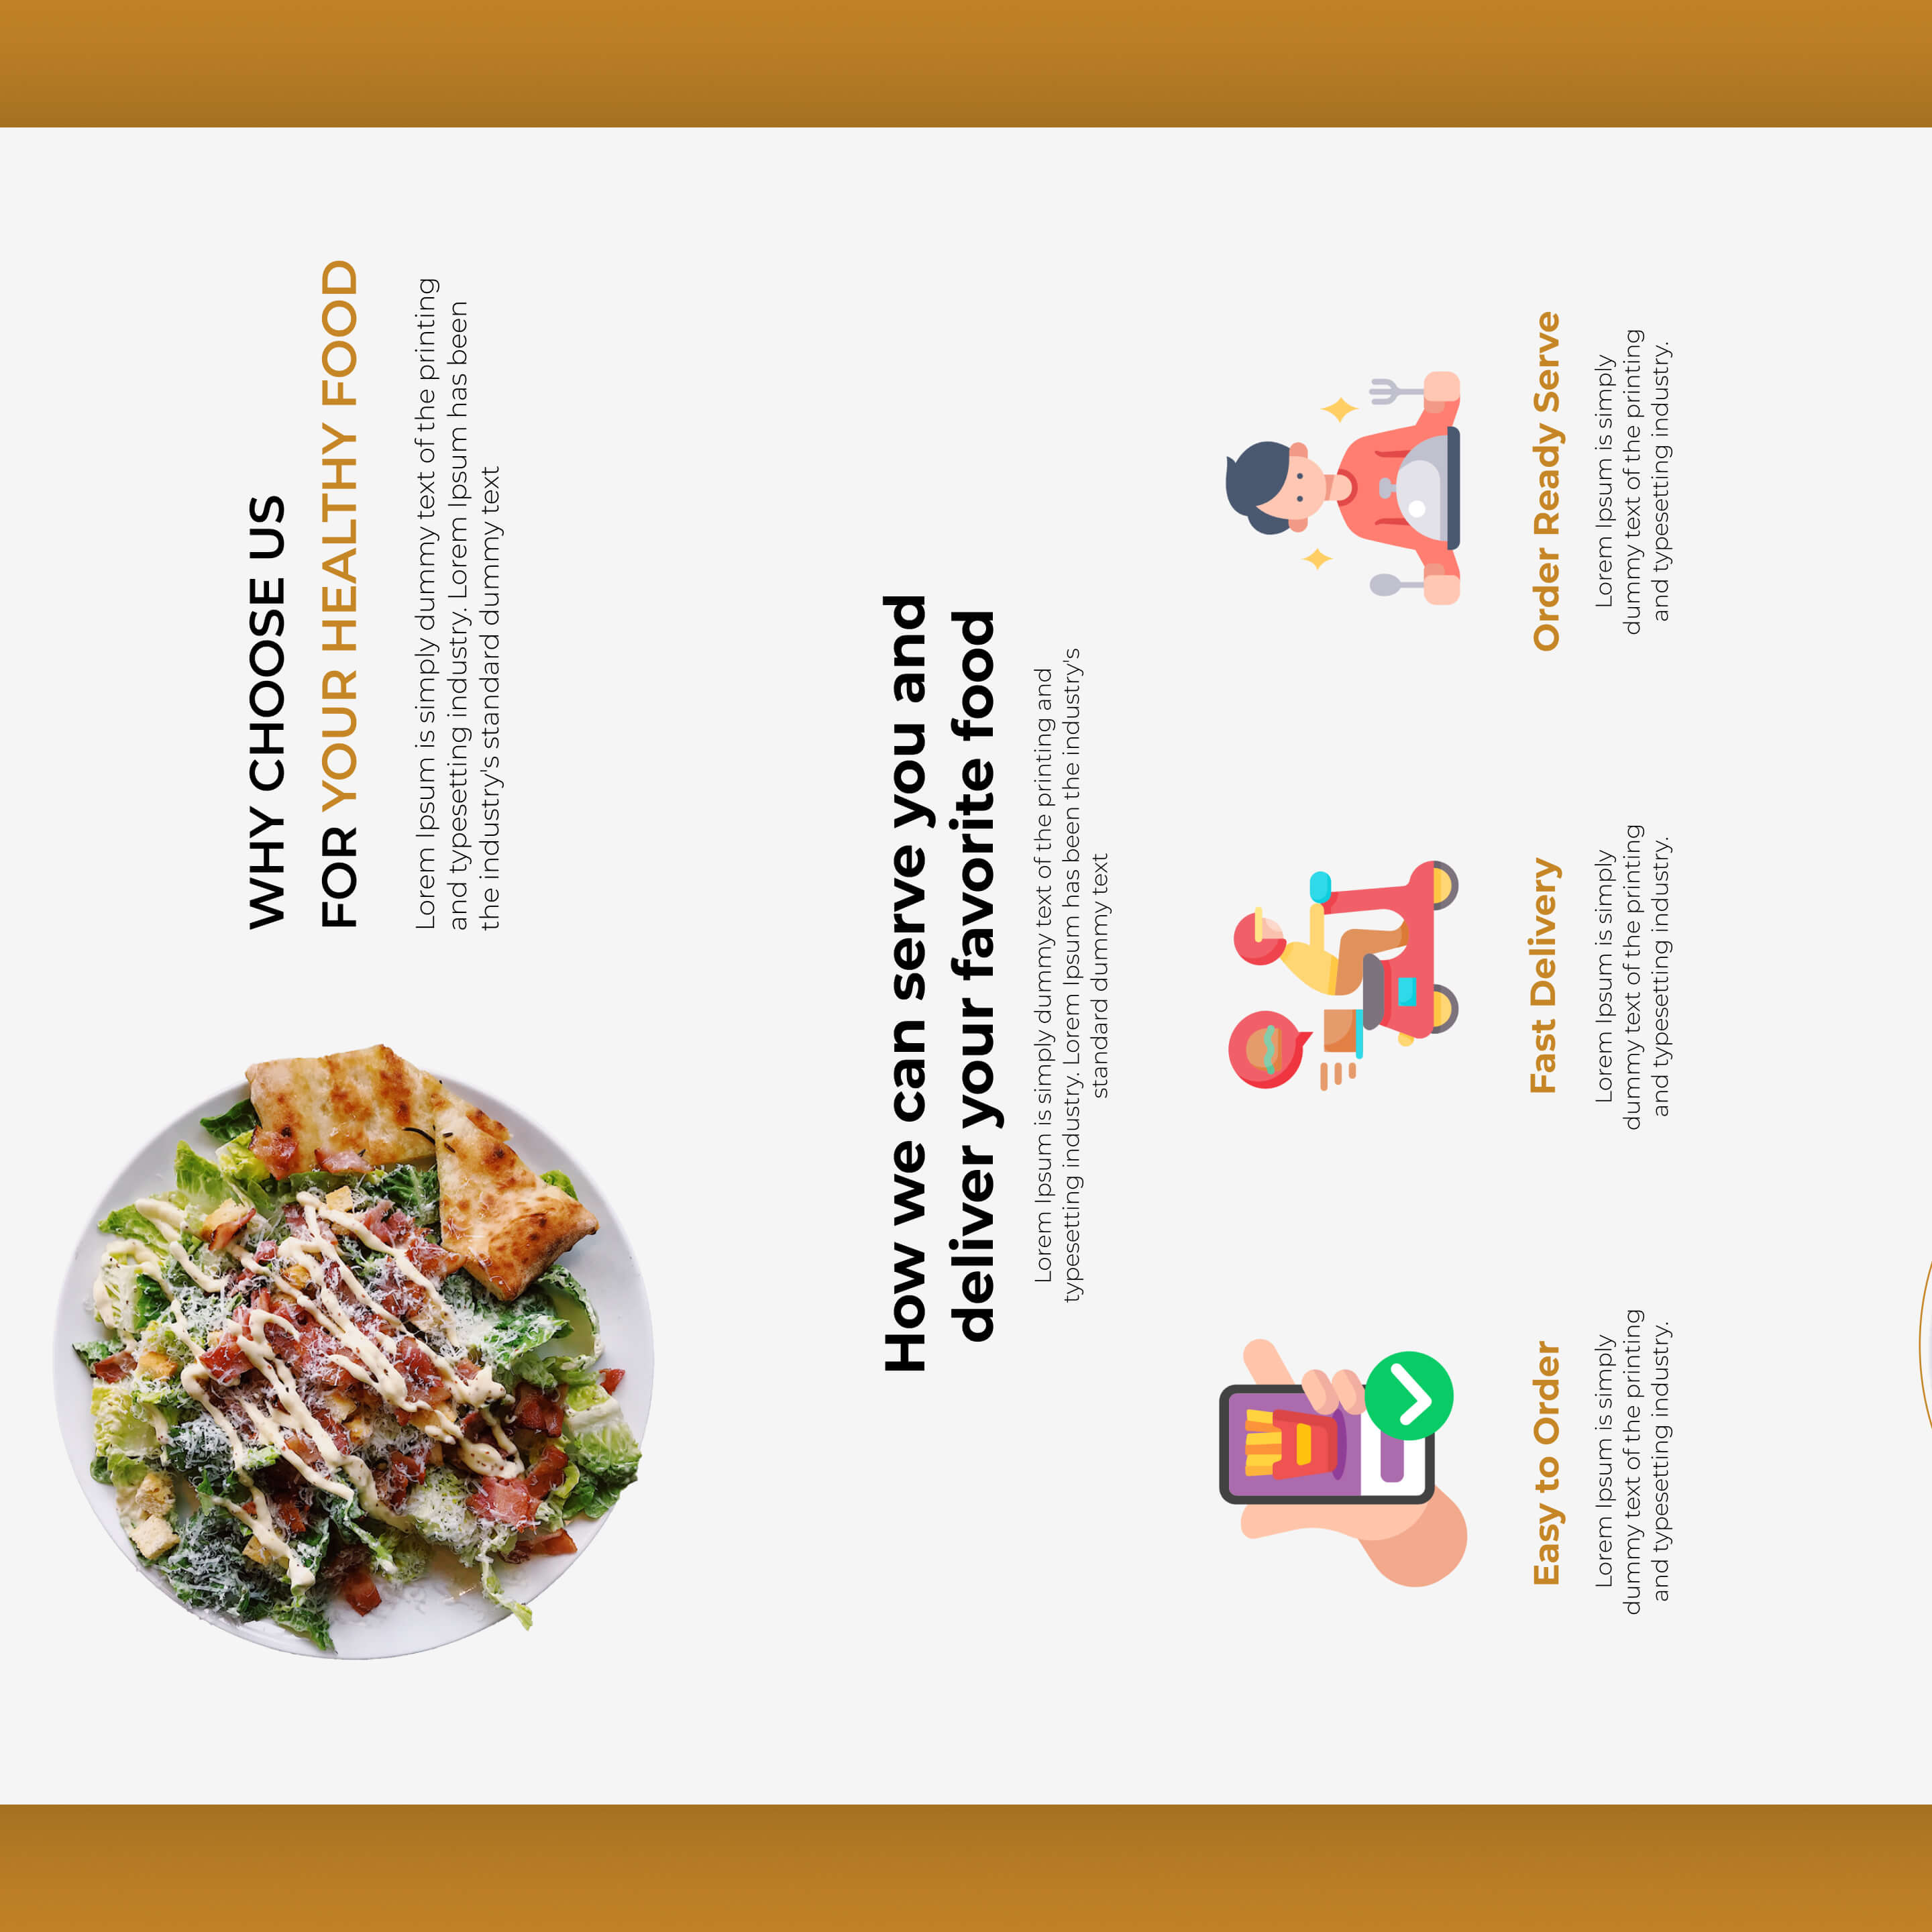 WHY CHOOSE US
FOR YOUR HEALTHY FOOD
Lorem Ipsum is simply dummy text of the printing
and typesetting industry. Lorem Ipsum has been
the industry's standard dummy text
How we can serve you and
deliver your favorite food
Lorem Ipsum is simply dummy text of the printing and
typesetting industry. Lorem Ipsum has been the industry's
standard dummy text
Easy to Order
Lorem Ipsum is simply
dummy text of the printing
and typesetting industry.
Fast Delivery
Lorem Ipsum is simply
dummy text of the printing
and typesetting industry.
Order Ready Serve
Lorem Ipsum is simply
dummy text of the printing
and typesetting industry.